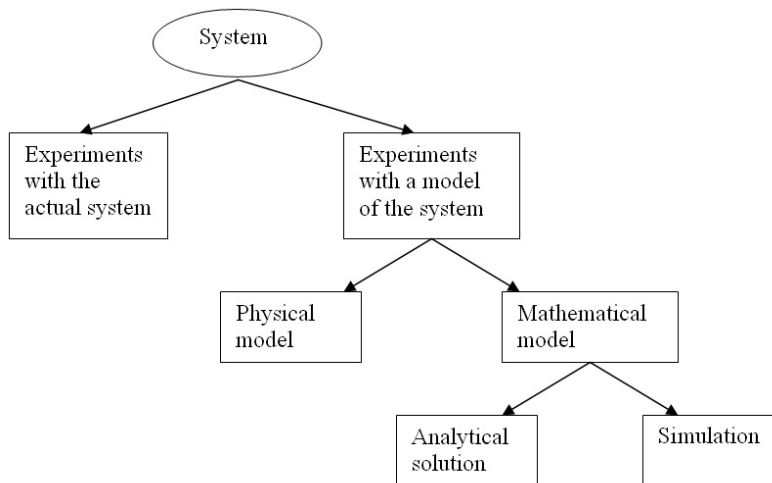 System
Experiments
with the
actual system
Experiments
with a model
of the system
Physical
model
Mathematical
model
Analytical
solution
Simulation